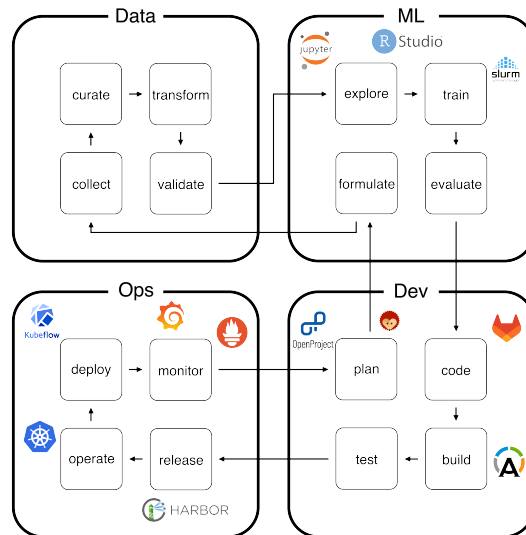 Data
curate
transform
collect
validate
ML
jupyter
R Studio
slurm
explore
train
formulate
evaluate
Ops
Kubeflow
deploy
monitor
operate
release
HARBOR
Dev
OpenProject
plan
code
test
build
A